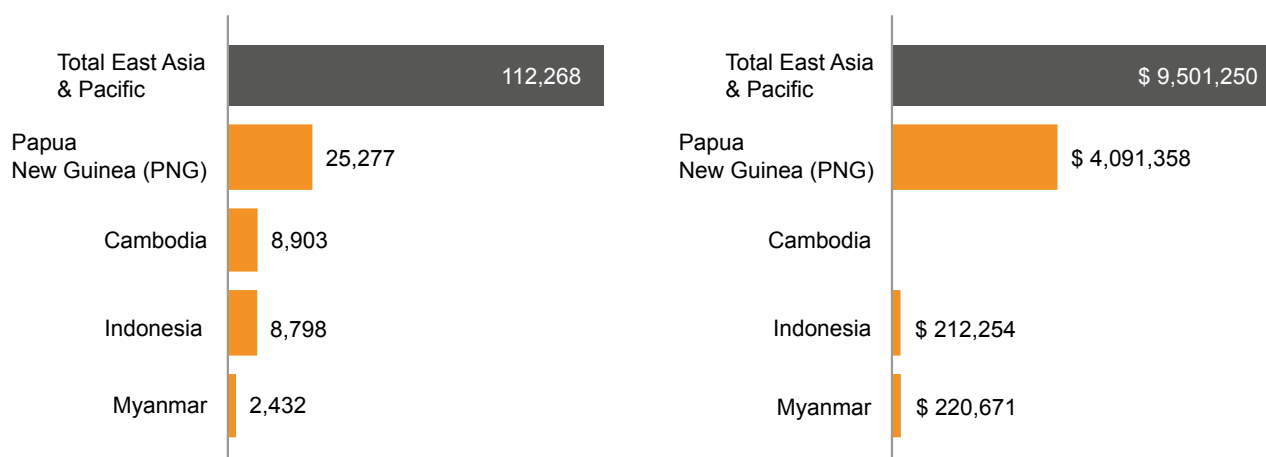 Total East Asia
& Pacific
112,268
Papua
New Guinea (PNG)
25,277
Cambodia
8,903
Indonesia
8,798
Myanmar
2,432
Total East Asia
& Pacific
$ 9,501,250
Papua
New Guinea (PNG)
$ 4,091,358
Cambodia
Indonesia
$ 212,254
Myanmar
$ 220,671